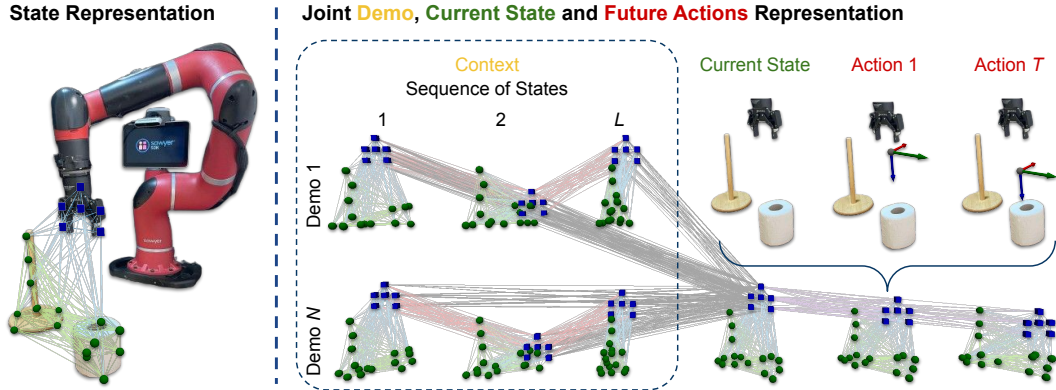 State Representation
Joint Demo, Current State and Future Actions Representation
Context
Sequence of States
1 2 L
Current State
Action 1
Action T
Demo 1
Demo N
sawyer